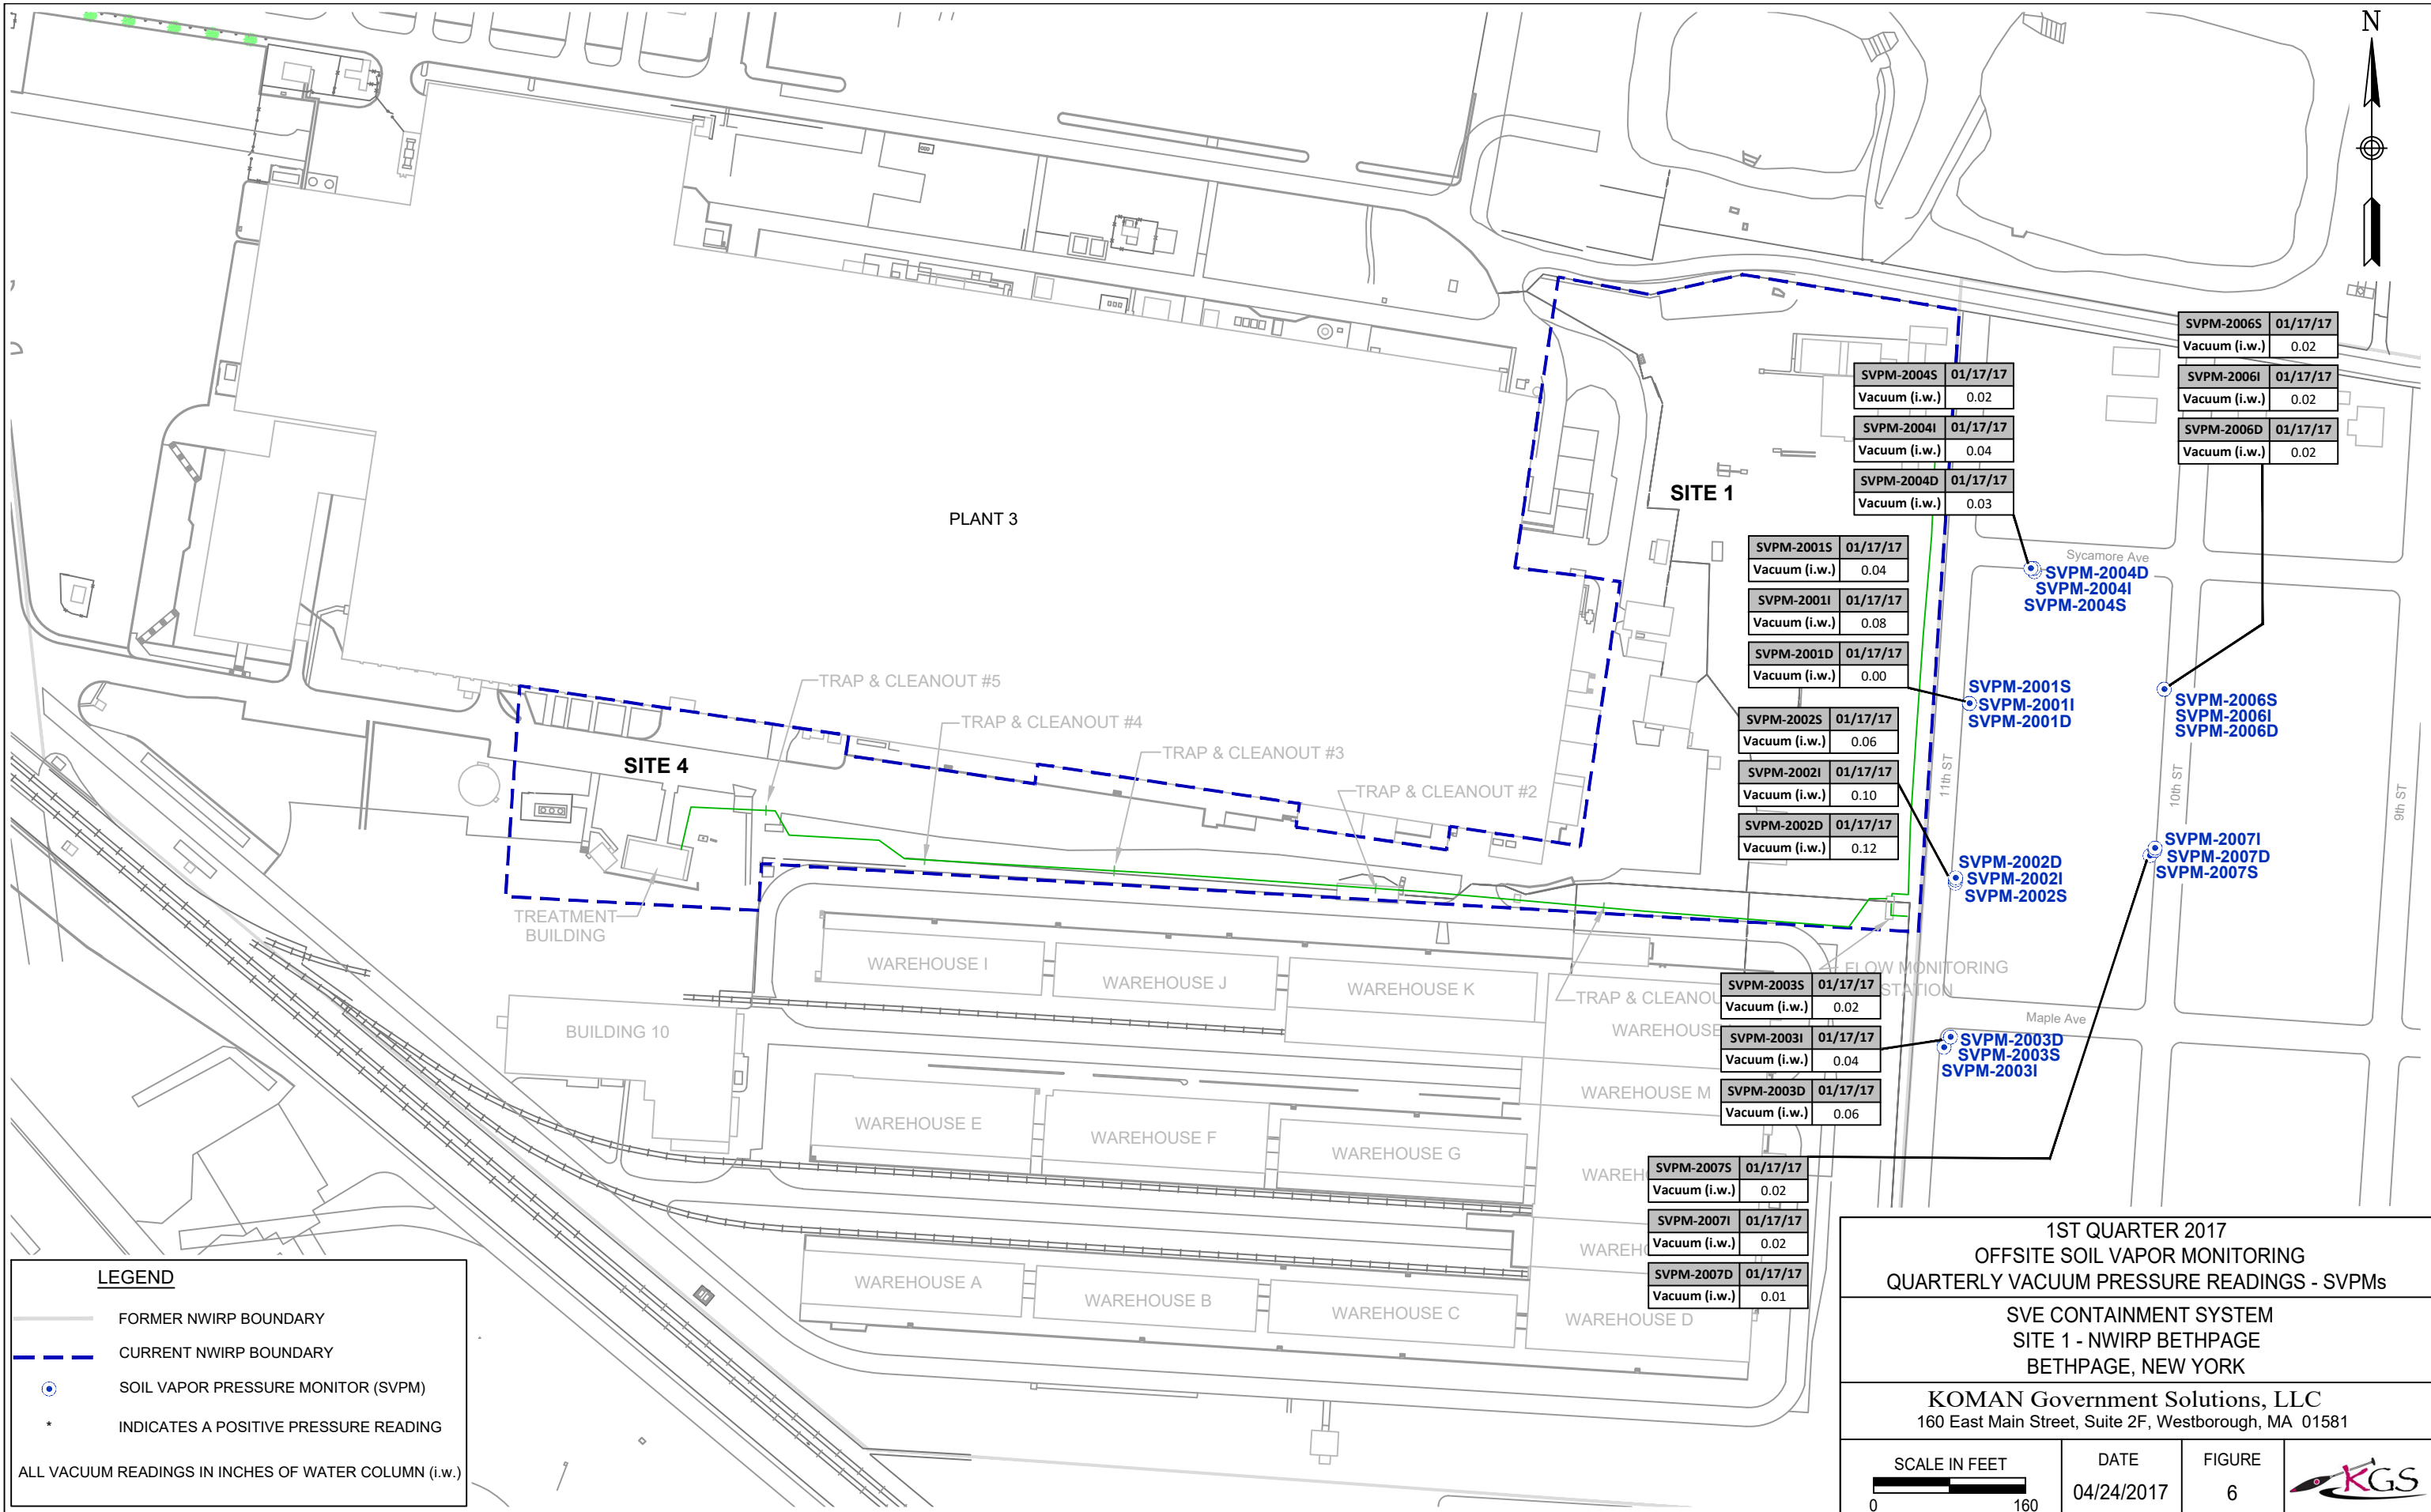 N
SVPM-2006S 01/17/17
Vacuum (i.w.) 0.02
SVPM-2006I 01/17/17
Vacuum (i.w.) 0.02
SVPM-2006D 01/17/17
Vacuum (i.w.) 0.02
SVPM-2004S 01/17/17
Vacuum (i.w.) 0.02
SVPM-2004I 01/17/17
Vacuum (i.w.) 0.04
SVPM-2004D 01/17/17
Vacuum (i.w.) 0.03
SITE 1
PLANT 3
SVPM-2001S 01/17/17
Vacuum (i.w.) 0.04
SVPM-2001I 01/17/17
Vacuum (i.w.) 0.08
SVPM-2001D 01/17/17
Vacuum (i.w.) 0.00
Sycamore Ave
SVPM-2004D
SVPM-2004I
SVPM-2004S
SVPM-2001S
SVPM-2001I
SVPM-2001D
SVPM-2006S
SVPM-2006I
SVPM-2006D
SVPM-2002S 01/17/17
Vacuum (i.w.) 0.06
SVPM-2002I 01/17/17
Vacuum (i.w.) 0.10
SVPM-2002D 01/17/17
Vacuum (i.w.) 0.12
11th ST
10th ST
9th ST
TRAP & CLEANOUT #5
TRAP & CLEANOUT #4
TRAP & CLEANOUT #3
TRAP & CLEANOUT #2
SITE 4
SVPM-2007I
SVPM-2007D
SVPM-2007S
SVPM-2002D
SVPM-2002I
SVPM-2002S
TREATMENT
BUILDING
FLOW MONITORING
STATION
TRAP & CLEANOU
WAREHOUSE I
WAREHOUSE J
WAREHOUSE K
WAREHOUSE
BUILDING 10
SVPM-2003S 01/17/17
Vacuum (i.w.) 0.02
SVPM-2003I 01/17/17
Vacuum (i.w.) 0.04
SVPM-2003D 01/17/17
Vacuum (i.w.) 0.06
Maple Ave
SVPM-2003D
SVPM-2003S
SVPM-2003I
WAREHOUSE M
WAREHOUSE E
WAREHOUSE F
WAREHOUSE G
WAREH
SVPM-2007S 01/17/17
Vacuum (i.w.) 0.02
SVPM-2007I 01/17/17
Vacuum (i.w.) 0.02
SVPM-2007D 01/17/17
Vacuum (i.w.) 0.01
WAREHO
WAREHOUSE A
WAREHOUSE B
WAREHOUSE C
WAREHOUSE D
LEGEND
FORMER NWIRP BOUNDARY
CURRENT NWIRP BOUNDARY
SOIL VAPOR PRESSURE MONITOR (SVPM)
* INDICATES A POSITIVE PRESSURE READING
ALL VACUUM READINGS IN INCHES OF WATER COLUMN (i.w.)
1ST QUARTER 2017
OFFSITE SOIL VAPOR MONITORING
QUARTERLY VACUUM PRESSURE READINGS - SVPMs
SVE CONTAINMENT SYSTEM
SITE 1 - NWIRP BETHPAGE
BETHPAGE, NEW YORK
KOMAN Government Solutions, LLC
160 East Main Street, Suite 2F, Westborough, MA 01581
SCALE IN FEET
0 160
DATE
04/24/2017
FIGURE
6
KGS